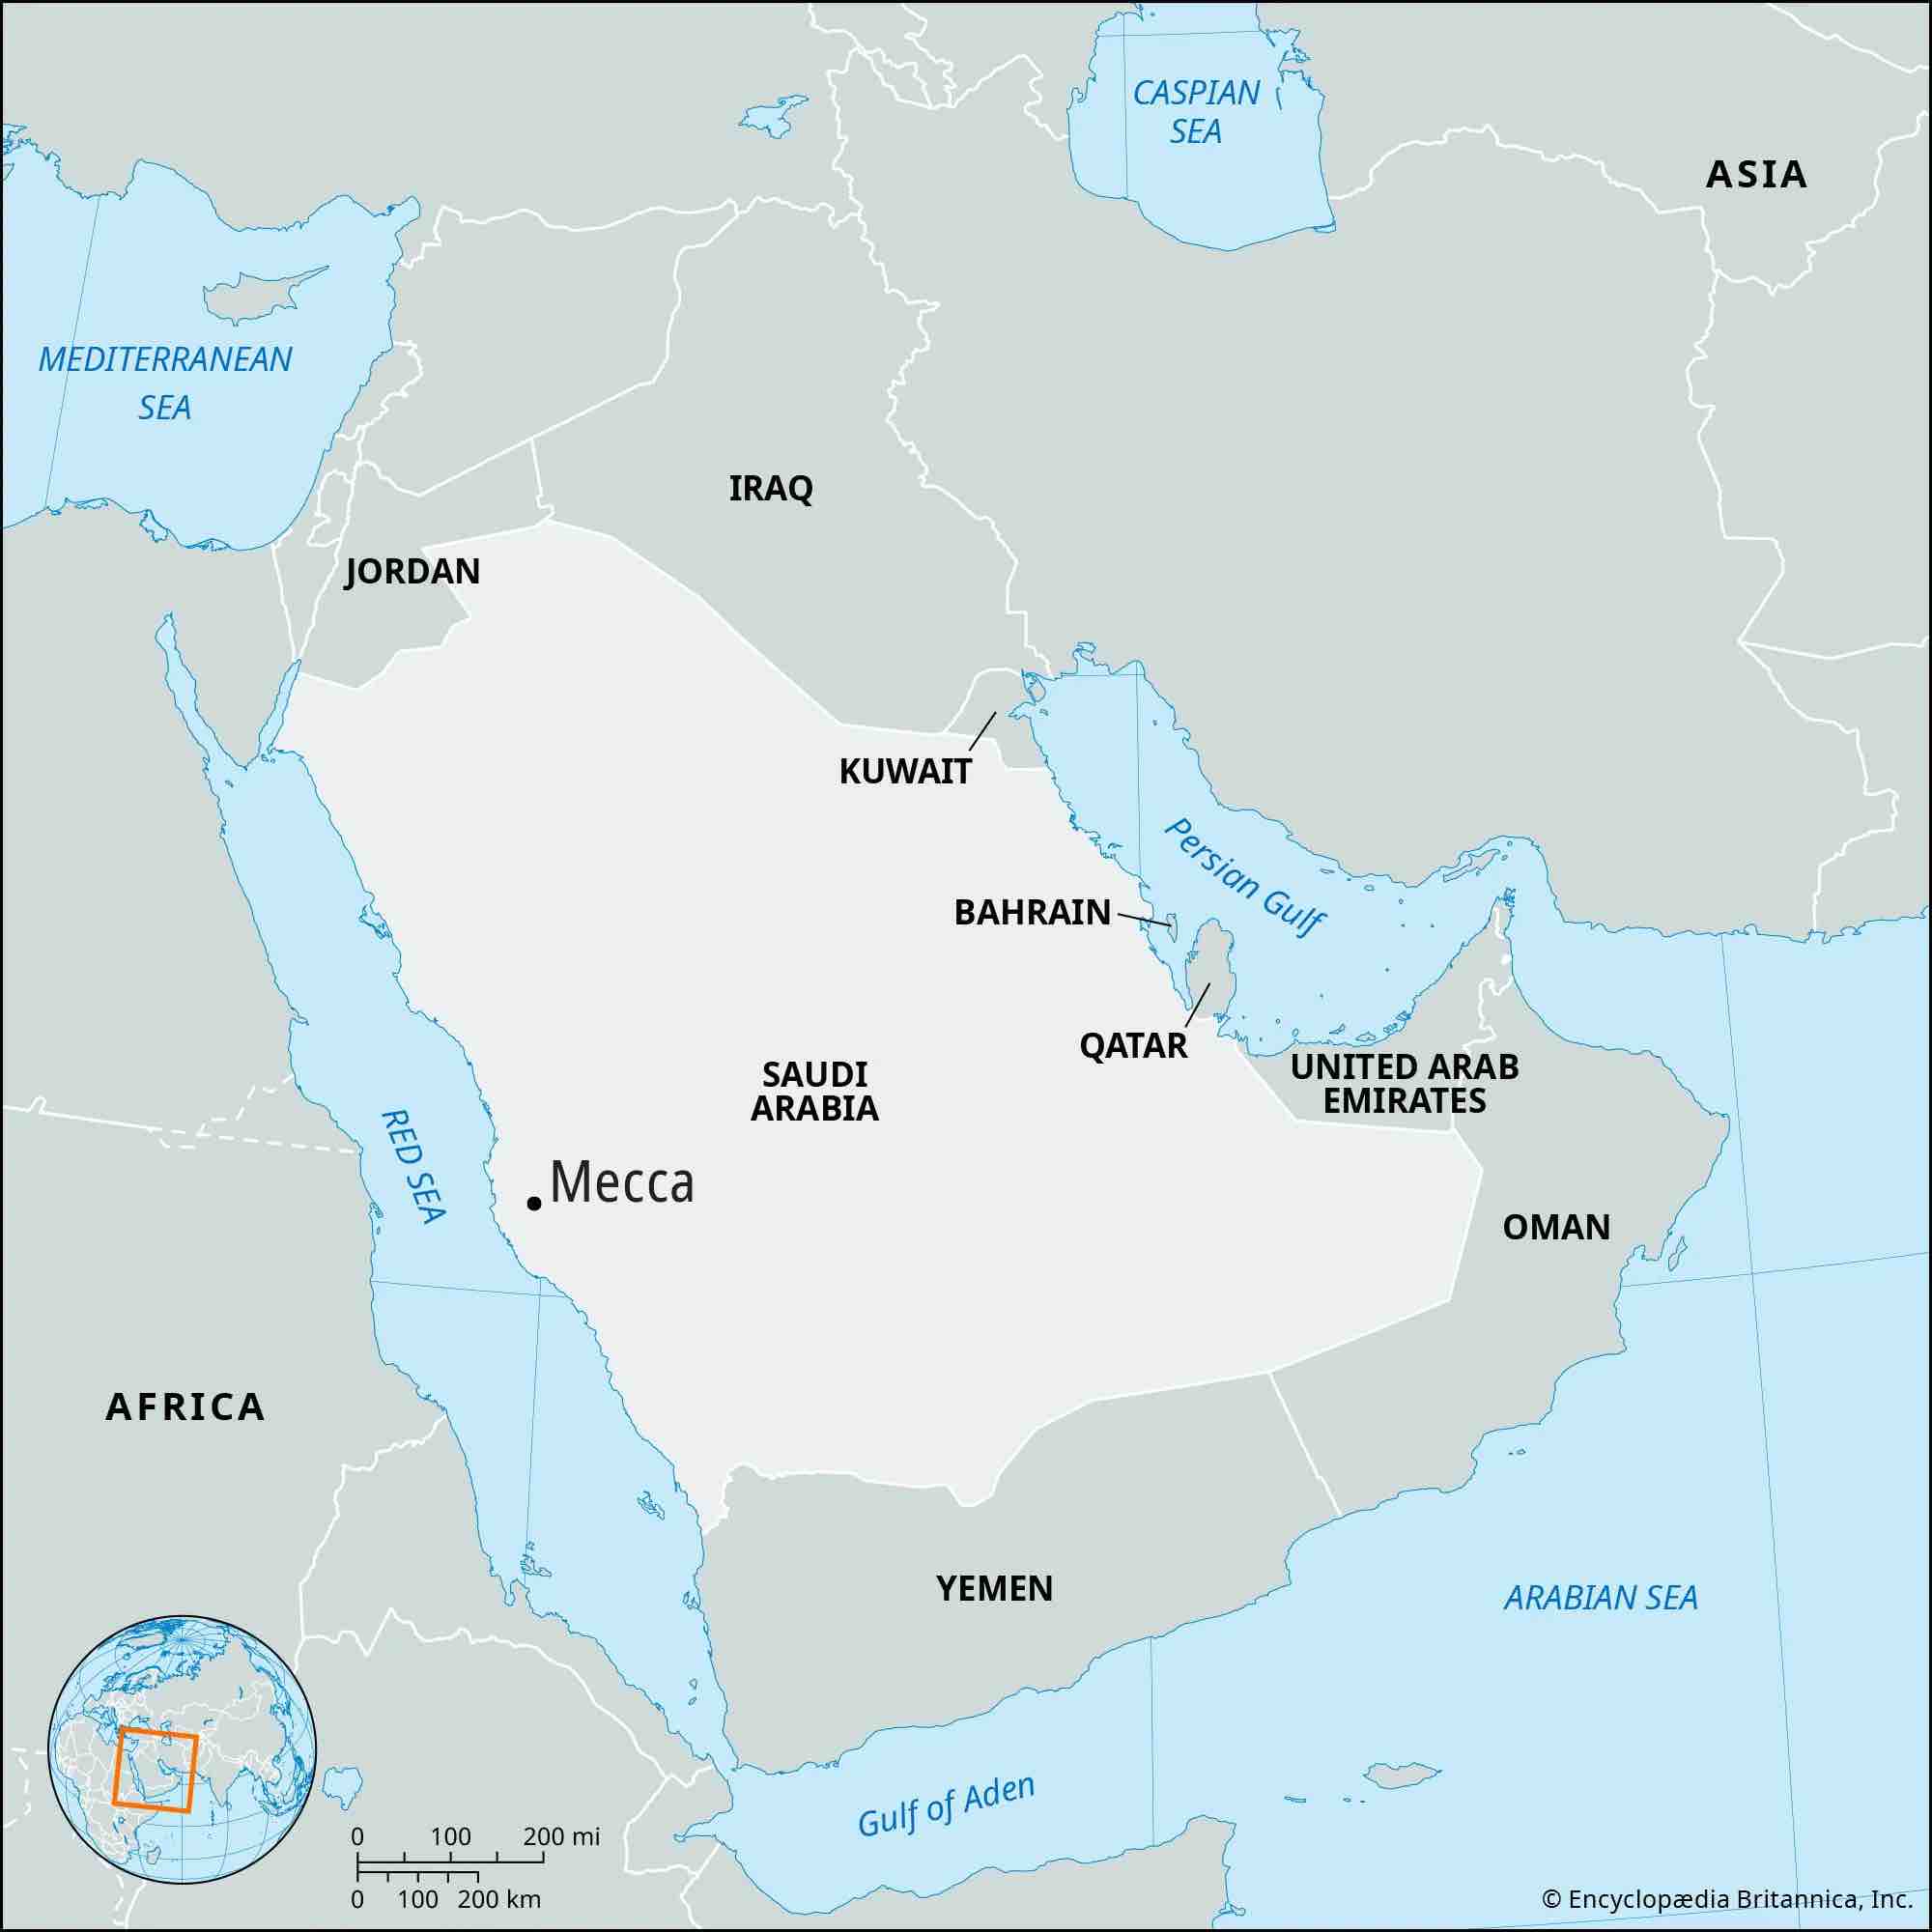 CASPIAN
SEA
ASIA
MEDITERRANEAN
SEA
IRAQ
JORDAN
KUWAIT
Persian Gulf
BAHRAIN
QATAR
SAUDI
ARABIA
UNITED ARAB
EMIRATES
RED SEA
Mecca
OMAN
AFRICA
YEMEN
ARABIAN SEA
Gulf of Aden
0 100 200 mi
0 100 200 km
© Encyclopædia Britannica, Inc.